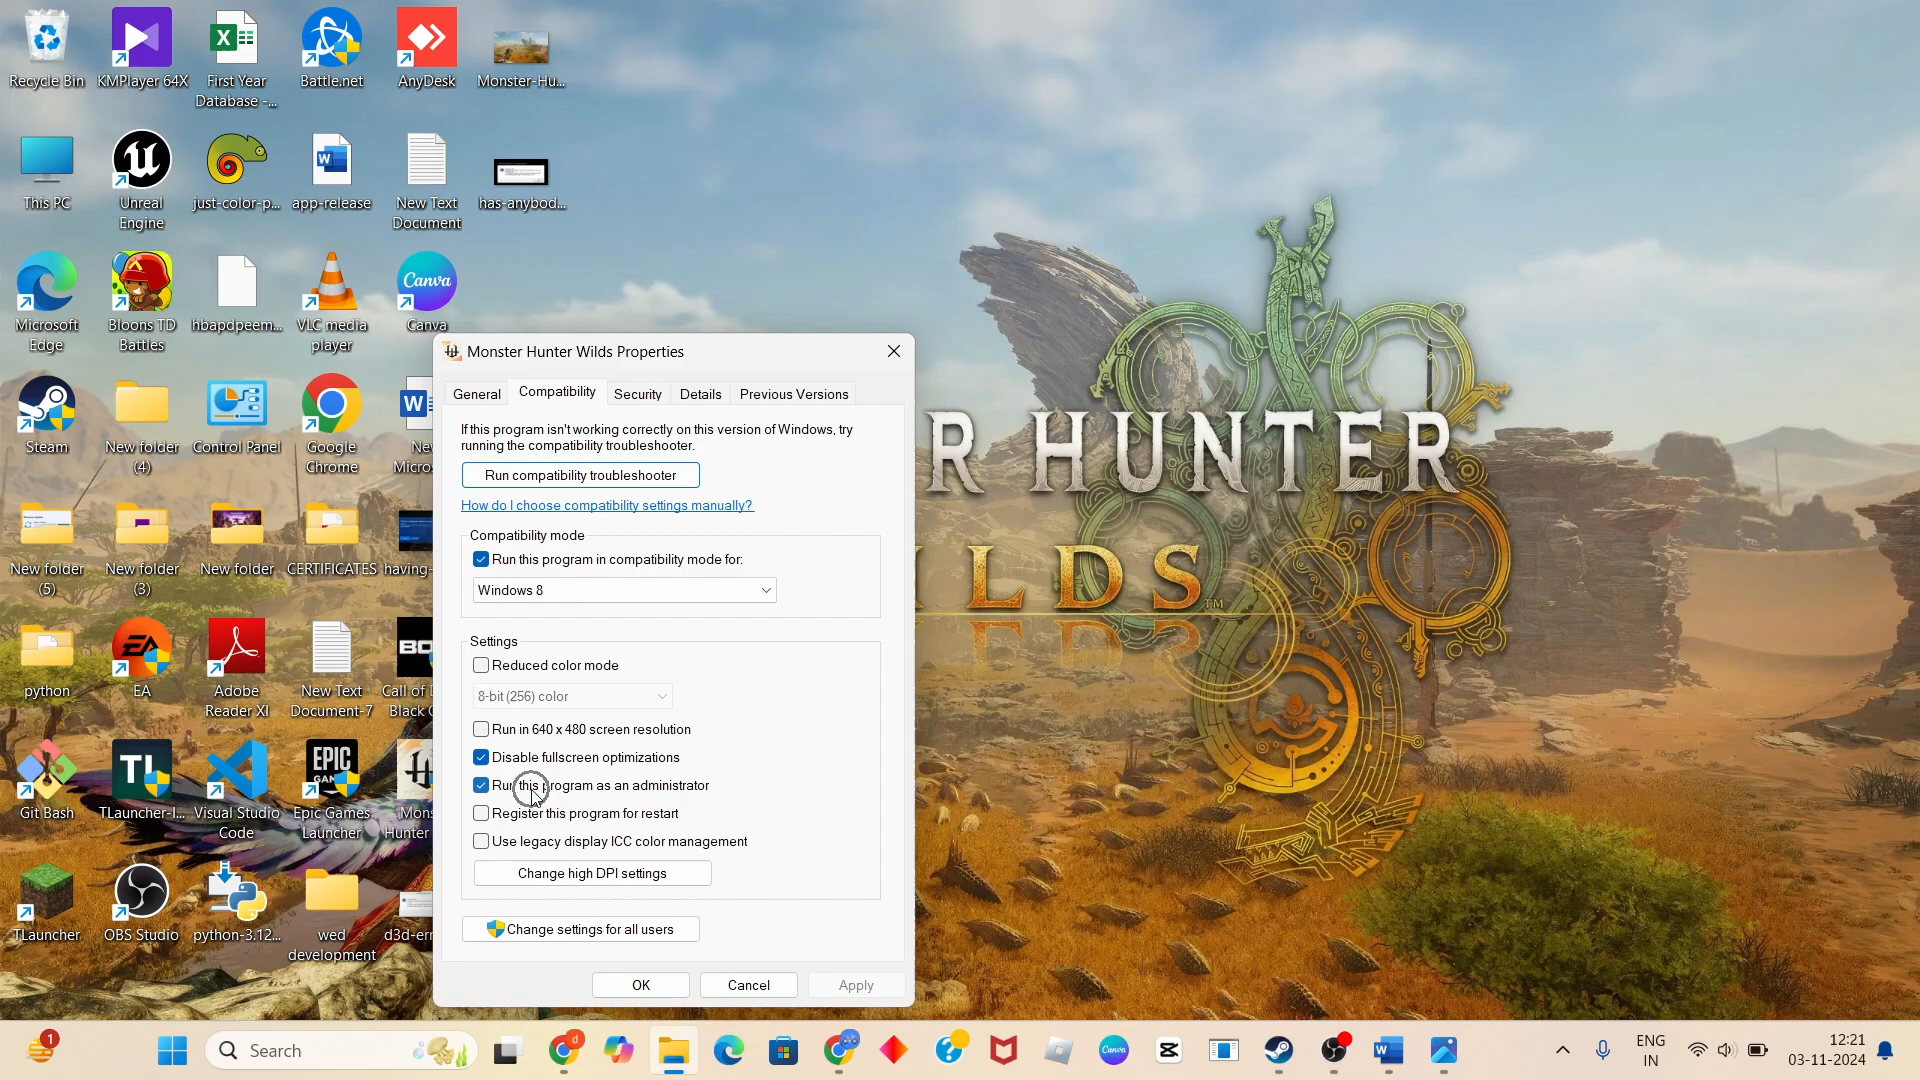 Recycle Bin
KMPlayer 64X
First Year
Database -...
Battle.net
AnyDesk
Monster-Hu...
This PC
Unreal
Engine
just-color-p...
app-release
New Text
Document
has-anybod...
Microsoft
Edge
Bloons TD
Battles
hbapdpeem...
VLC media
player
Canva
Canva
Steam
New folder
(4)
Control Panel
Google
Chrome
New folder
(5)
New folder
(3)
New folder
CERTIFICATES
having-
python
EA
EA
Adobe
Reader XI
New Text
Document-7
Git Bash
TL
TLauncher-I...
Visual Studio
Code
EPIC
GAMES
Epic Games
Launcher
Hunter
TLauncher
OBS Studio
python-3.12...
wed
development
d3d-err
Monster Hunter Wilds Properties
General
Compatibility
Security
Details
Previous Versions
If this program isn't working correctly on this version of Windows, try
running the compatibility troubleshooter.
Run compatibility troubleshooter
How do I choose compatibility settings manually?
Compatibility mode
Run this program in compatibility mode for:
Windows 8
Settings
Reduced color mode
8-bit (256) color
Run in 640 x 480 screen resolution
Disable fullscreen optimizations
Run this program as an administrator
Register this program for restart
Use legacy display ICC color management
Change high DPI settings
Change settings for all users
OK
Cancel
Apply
R HUNTER
ILDS™
1
Search
Canva
ENG
IN
12:21
03-11-2024